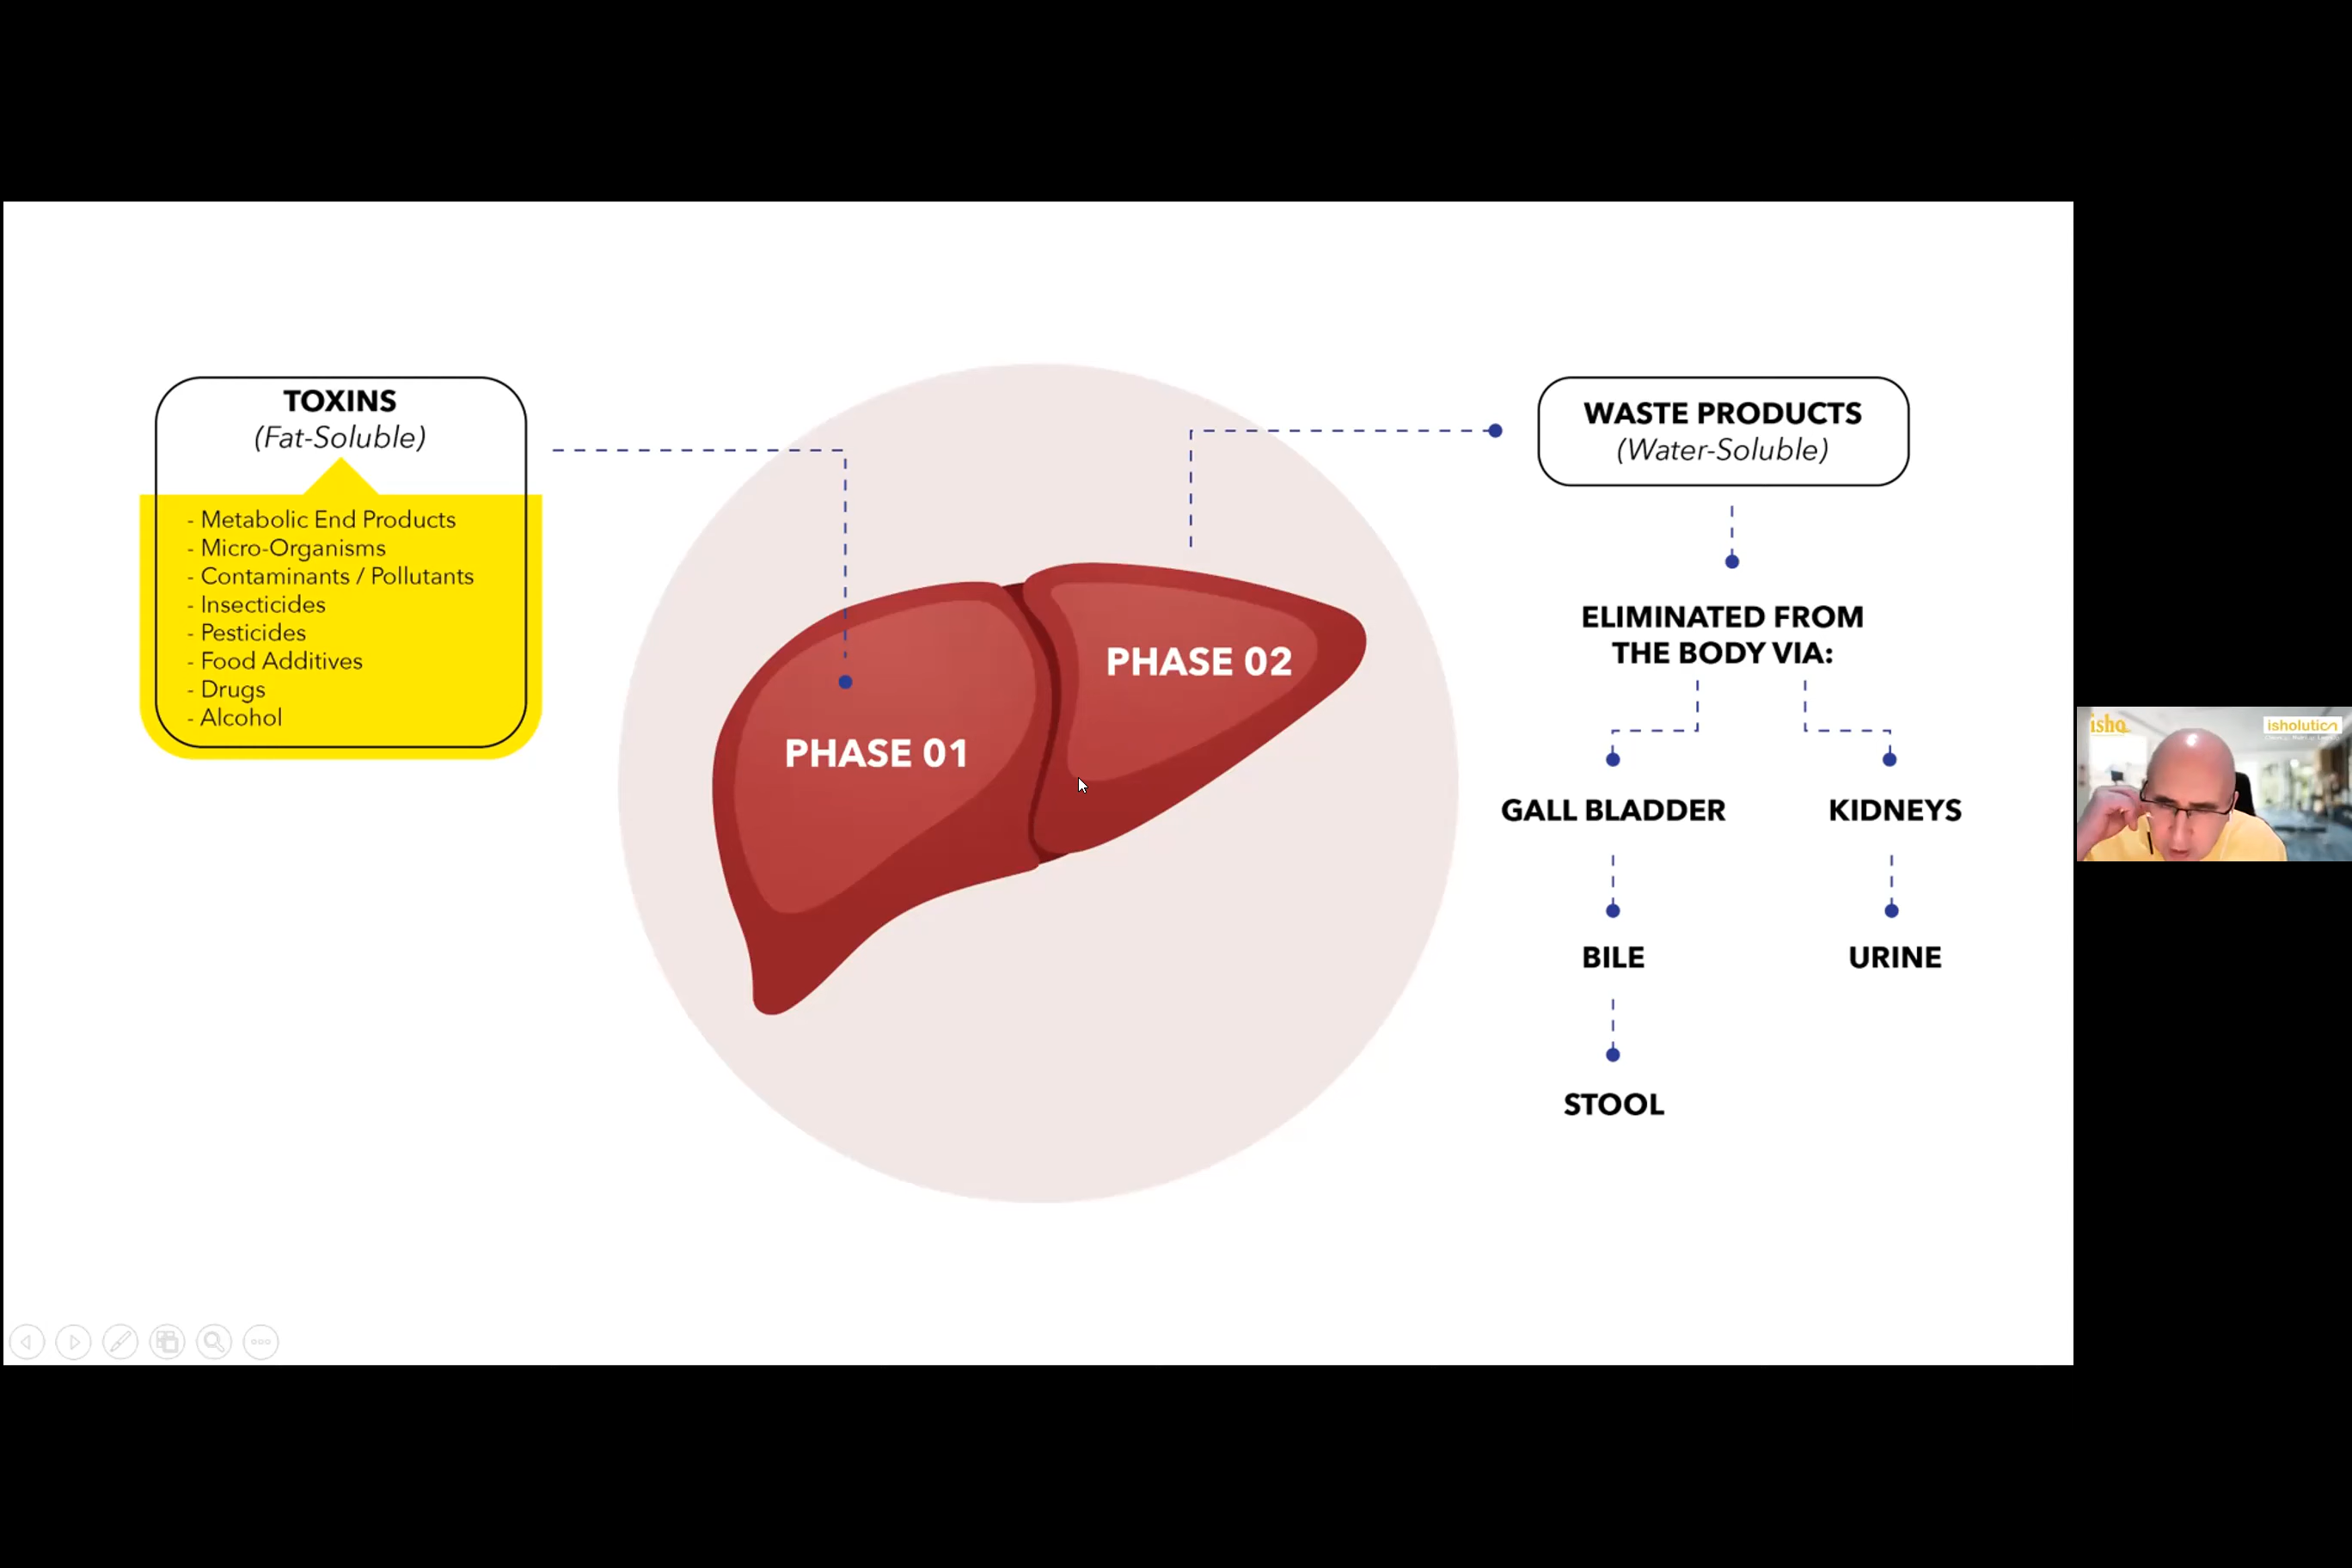 TOXINS
(Fat-Soluble)
- Metabolic End Products
- Micro-Organisms
- Contaminants / Pollutants
- Insecticides
- Pesticides
- Food Additives
- Drugs
- Alcohol
PHASE 01
PHASE 02
WASTE PRODUCTS
(Water-Soluble)
ELIMINATED FROM
THE BODY VIA:
GALL BLADDER
KIDNEYS
BILE
URINE
STOOL
isho
isholution